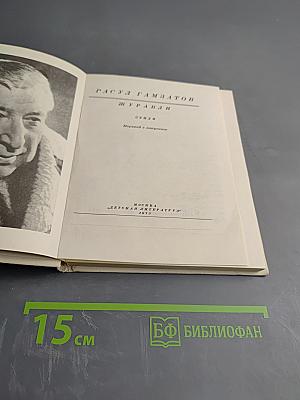 РАСУЛ ГАМЗАТОВ
ЖУРАВЛИ
СТИХИ
Перевод с аварского
МОСКВА
"ДЕТСКАЯ ЛИТЕРАТУРА"
15 СМ
БФ БИБЛИОФАН